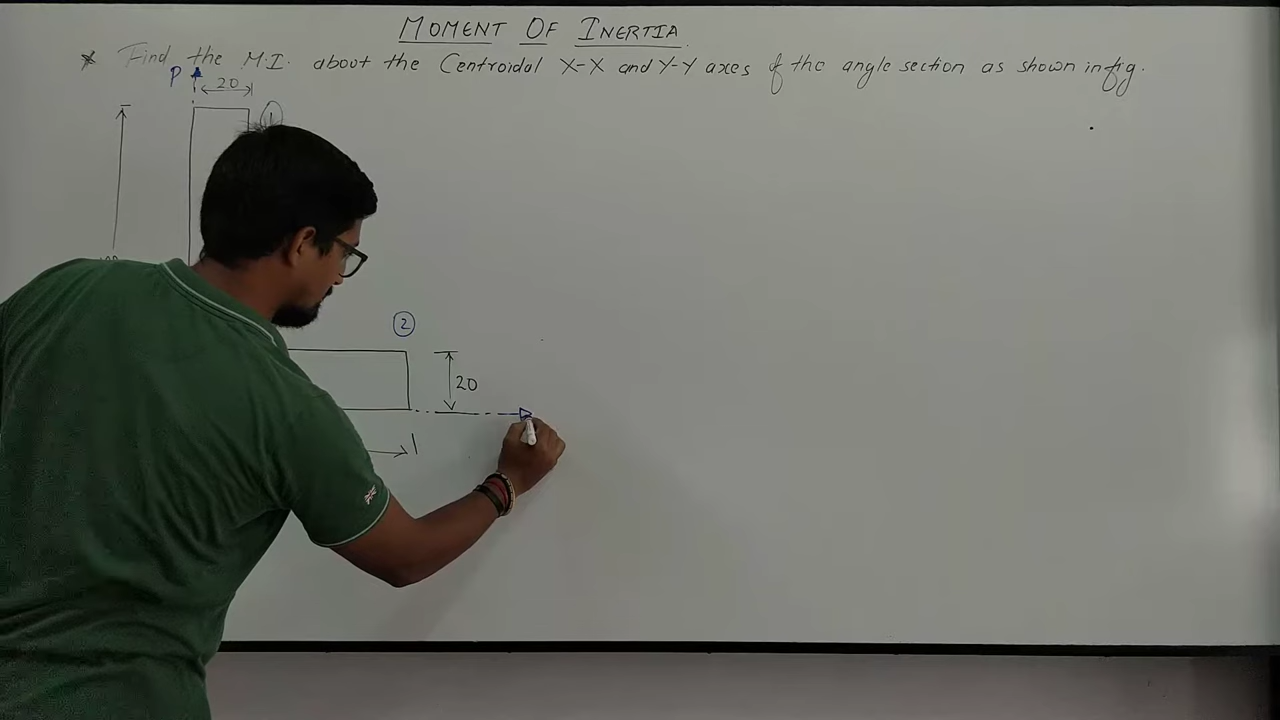 MOMENT OF INERTIA.
* Find the M.I. about the Centroidal X-X and Y-Y axes of the angle section as shown in fig.
P
20
1
2
20